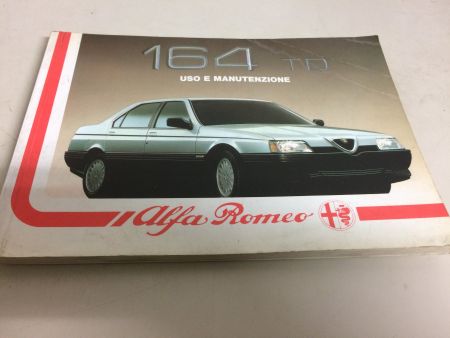 164 TD
USO E MANUTENZIONE
Alfa Romeo